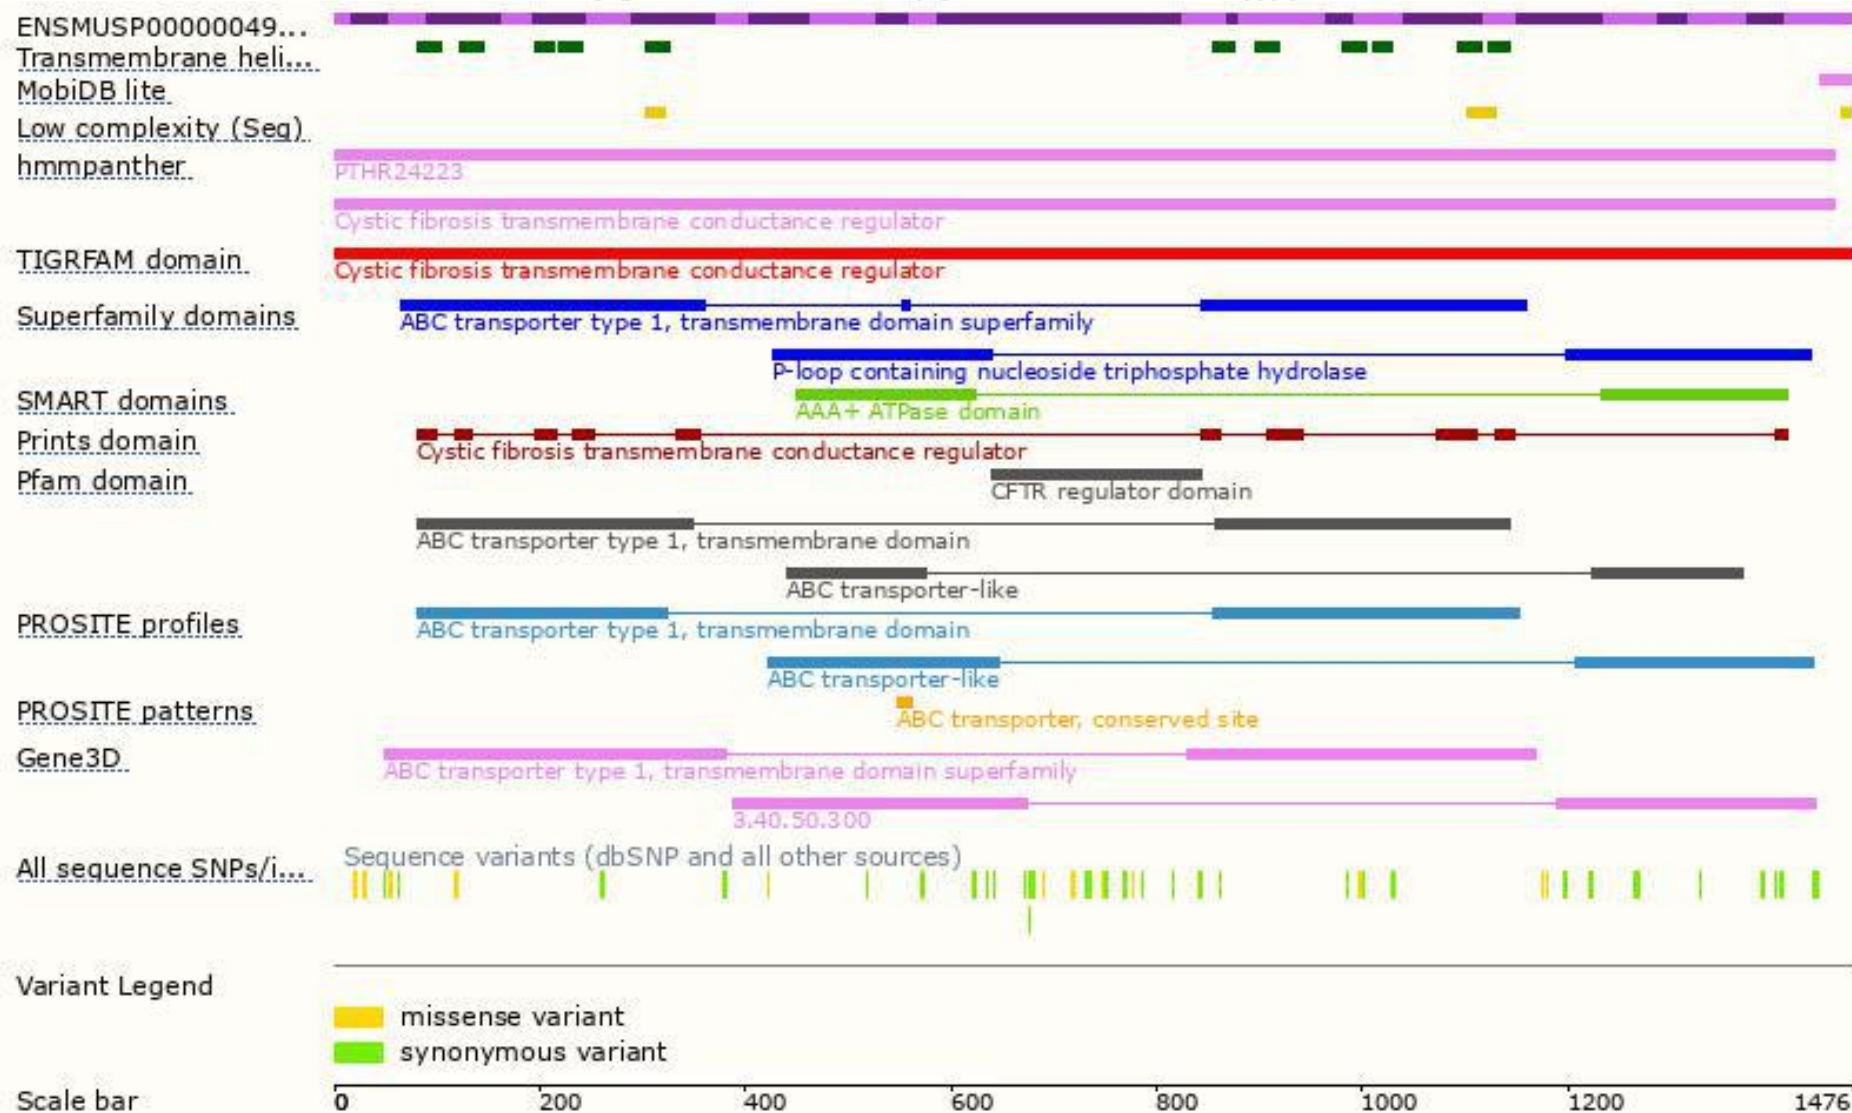 ENSMUSP00000049...
Transmembrane heli...
MobiDB lite
Low complexity (Seg)
hmmpanther
PTHR24223
Cystic fibrosis transmembrane conductance regulator
TIGRFAM domain
Cystic fibrosis transmembrane conductance regulator
Superfamily domains
ABC transporter type 1, transmembrane domain superfamily
P-loop containing nucleoside triphosphate hydrolase
SMART domains
AAA+ ATPase domain
Prints domain
Cystic fibrosis transmembrane conductance regulator
Pfam domain
CFTR regulator domain
ABC transporter type 1, transmembrane domain
ABC transporter-like
PROSITE profiles
ABC transporter type 1, transmembrane domain
ABC transporter-like
PROSITE patterns
ABC transporter, conserved site
Gene3D
ABC transporter type 1, transmembrane domain superfamily
3.40.50.300
All sequence SNPs/i...
Sequence variants (dbSNP and all other sources)
Variant Legend
missense variant
synonymous variant
Scale bar 0 200 400 600 800 1000 1200 1476